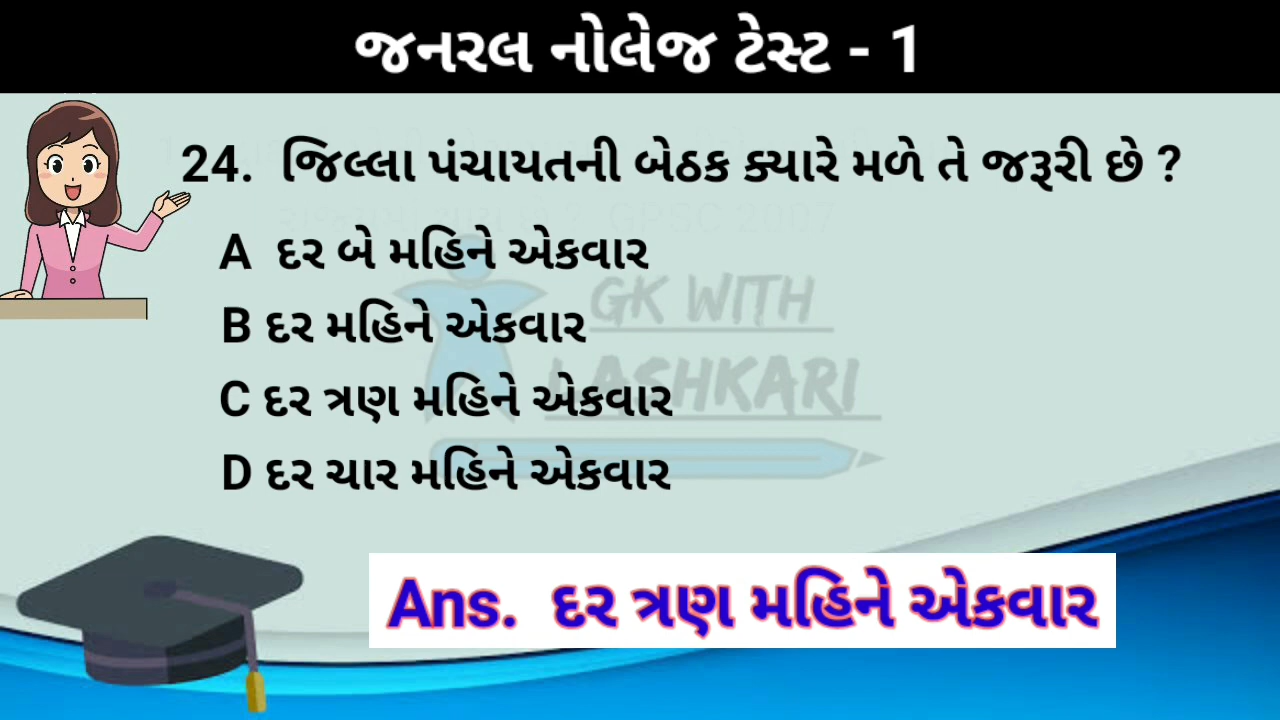 જનરલ નોલેજ ટેસ્ટ - 1
24. જિલ્લા પંચાયતની બેઠક ક્યારે મળે તે જરૂરી છે ?
A દર બે મહિને એકવાર
B દર મહિને એકવાર
C દર ત્રણ મહિને એકવાર
D દર ચાર મહિને એકવાર
GK WITH
LASHKARI
Ans. દર ત્રણ મહિને એકવાર